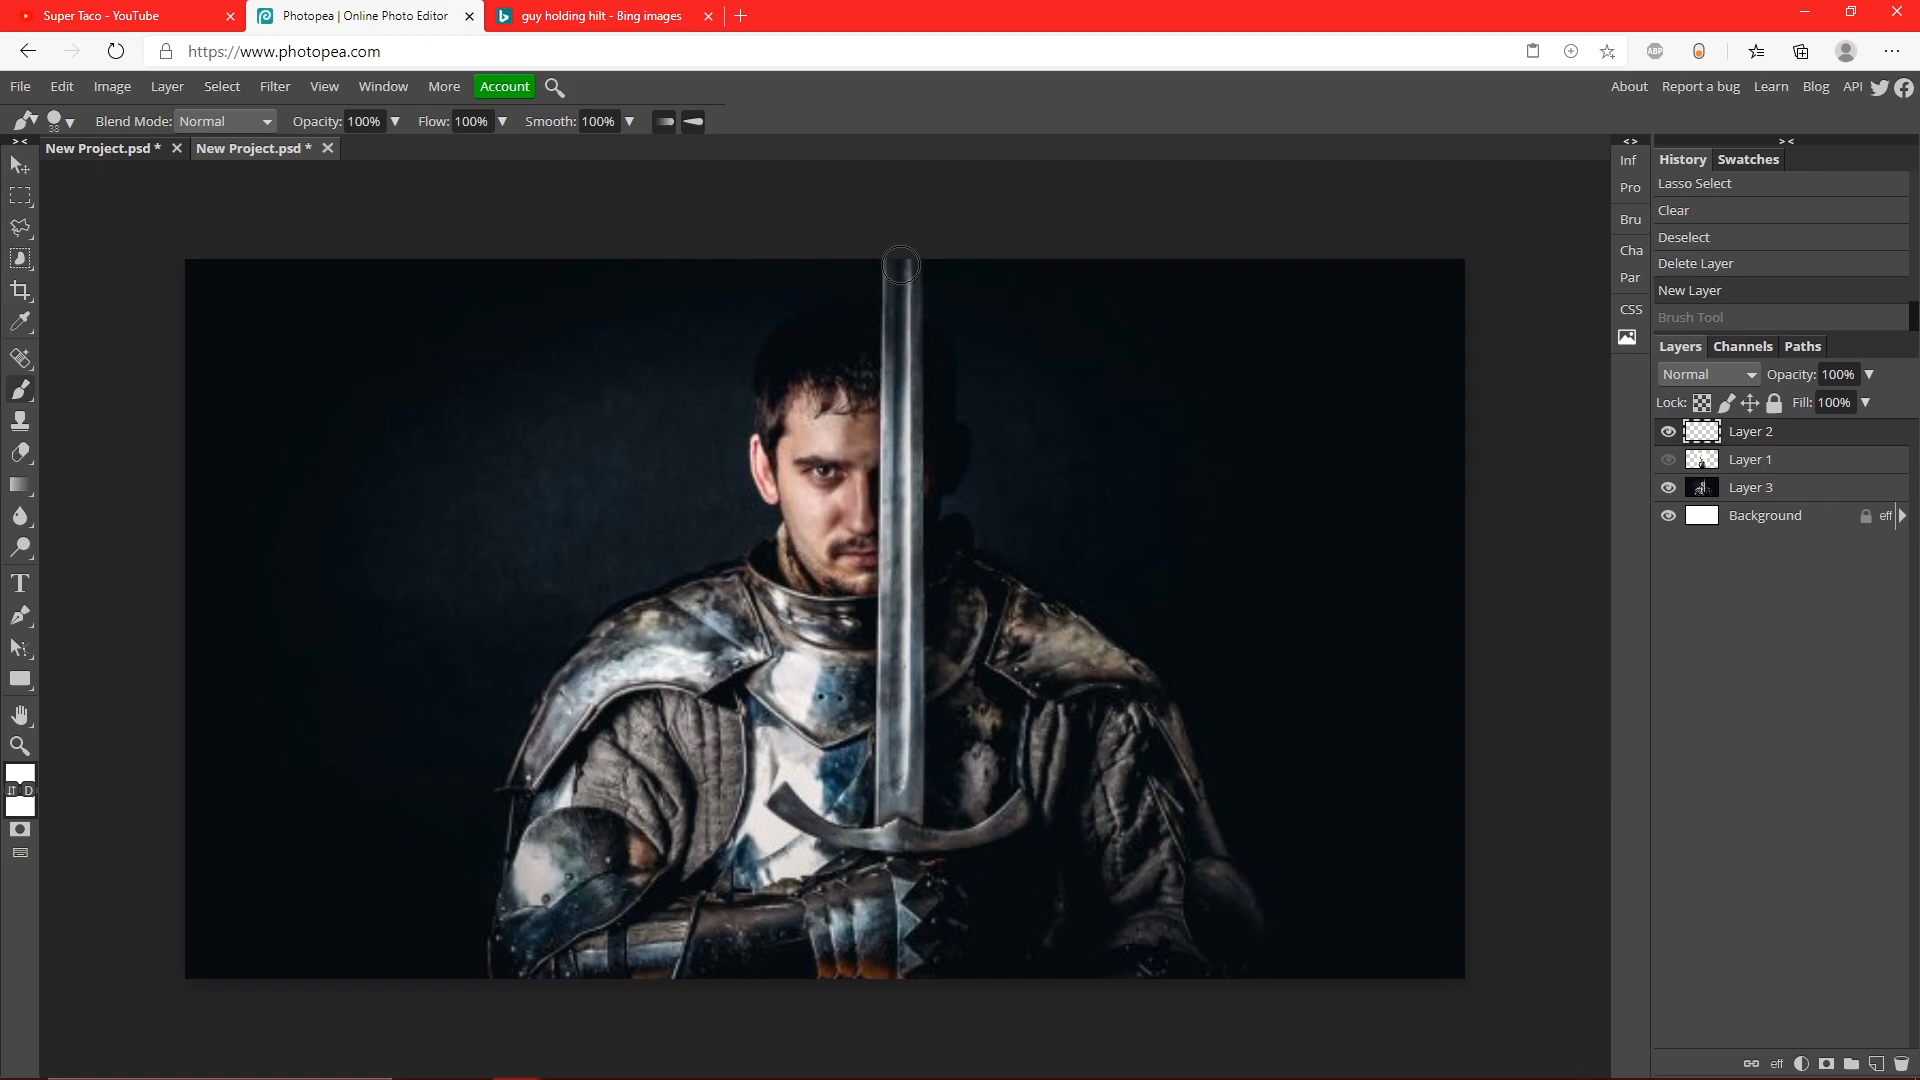 Super Taco - YouTube
Photopea | Online Photo Editor
guy holding hilt - Bing images
https://www.photopea.com
ABP
File Edit Image Layer Select Filter View Window More Account
About Report a bug Learn Blog API
38
Blend Mode: Normal Opacity: 100% Flow: 100% Smooth: 100%
New Project.psd *
New Project.psd *
Inf
Pro
Bru
Cha
Par
CSS
History Swatches
Lasso Select
Clear
Deselect
Delete Layer
New Layer
Brush Tool
Layers Channels Paths
Normal Opacity: 100%
Lock: Fill: 100%
Layer 2
Layer 1
Layer 3
Background eff
T
D
eff